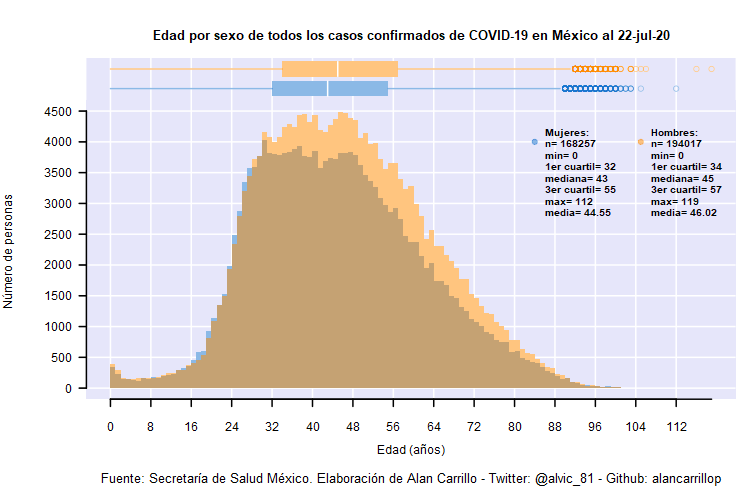 Edad por sexo de todos los casos confirmados de COVID-19 en México al 22-jul-20
4500
4000
3500
3000
2500
2000
1500
1000
500
0
Número de personas
Mujeres:
n= 168257
min= 0
1er cuartil= 32
mediana= 43
3er cuartil= 55
max= 112
media= 44.55
Hombres:
n= 194017
min= 0
1er cuartil= 34
mediana= 45
3er cuartil= 57
max= 119
media= 46.02
0 8 16 24 32 40 48 56 64 72 80 88 96 104 112
Edad (años)
Fuente: Secretaría de Salud México. Elaboración de Alan Carrillo - Twitter: @alvic_81 - Github: alancarrillop